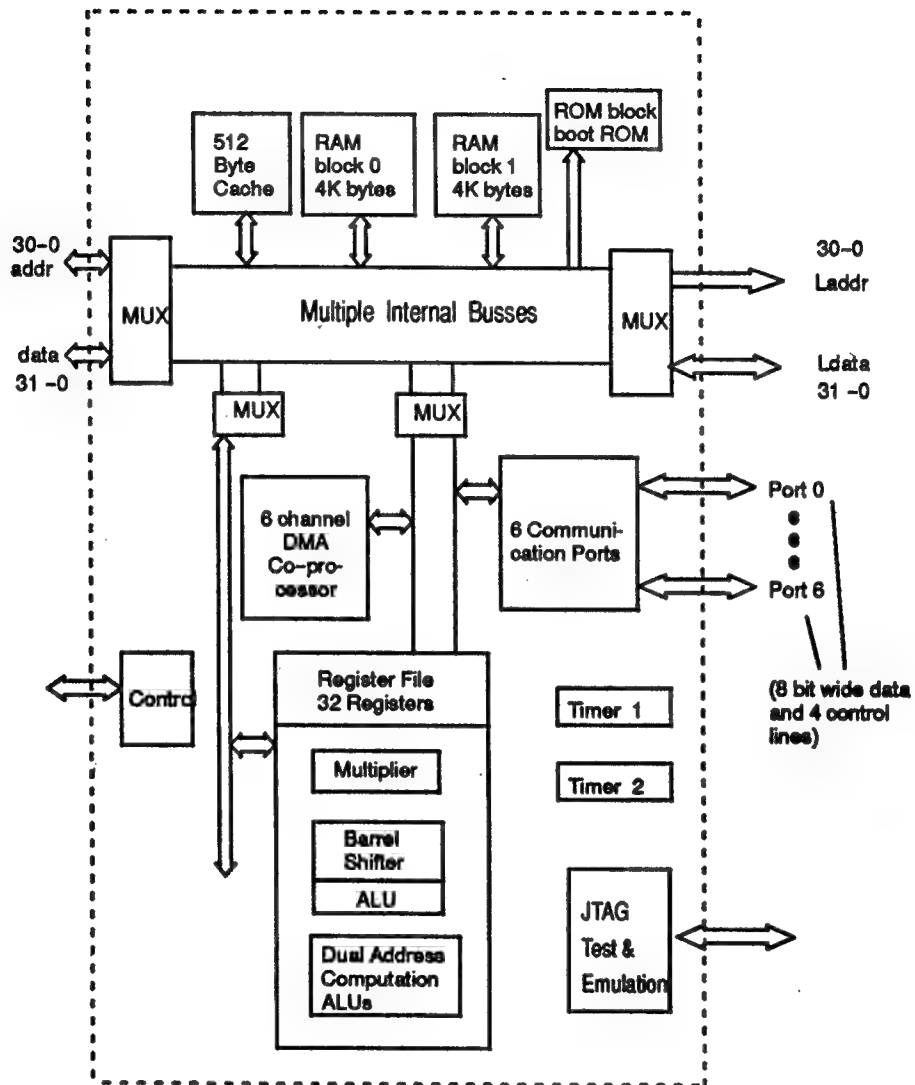 512
Byte
Cache
RAM
block 0
4K bytes
RAM
block 1
4K bytes
ROM block
boot ROM
30-0
addr
data
31 -0
MUX
Multiple Internal Busses
MUX
30-0
Laddr
Ldata
31 -0
MUX
MUX
6 channel
DMA
Co-pro-
cessor
6 Communi-
cation Ports
Port 0
Port 6
(8 bit wide data
and 4 control
lines)
Control
Register File
32 Registers
Multiplier
Barrel
Shifter
ALU
Dual Address
Computation
ALUs
Timer 1
Timer 2
JTAG
Test &
Emulation